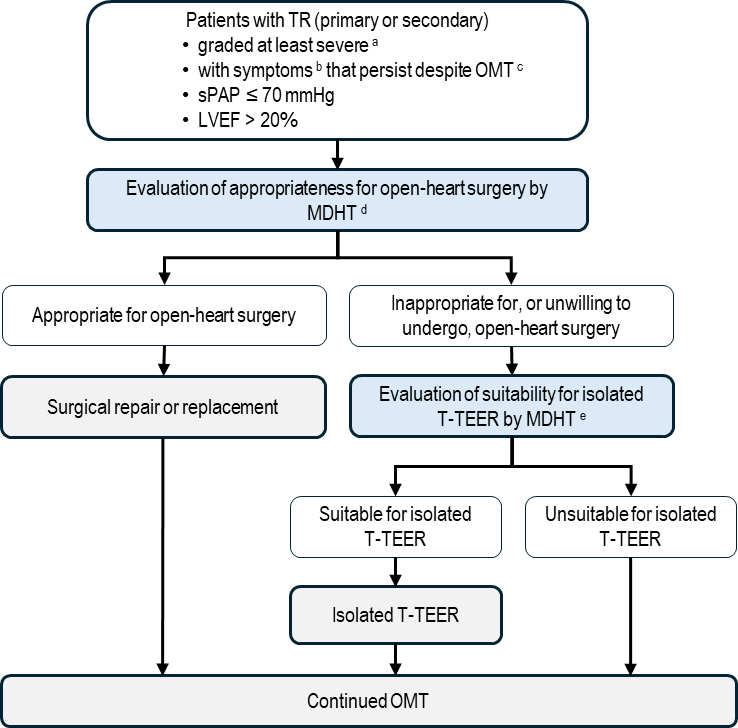 Patients with TR (primary or secondary)
• graded at least severe a
• with symptoms b that persist despite OMT c
• sPAP ≤ 70 mmHg
• LVEF > 20%
Evaluation of appropriateness for open-heart surgery by
MDHT d
Appropriate for open-heart surgery
Inappropriate for, or unwilling to
undergo, open-heart surgery
Surgical repair or replacement
Evaluation of suitability for isolated
T-TEER by MDHT e
Suitable for isolated
T-TEER
Unsuitable for isolated
T-TEER
Isolated T-TEER
Continued OMT